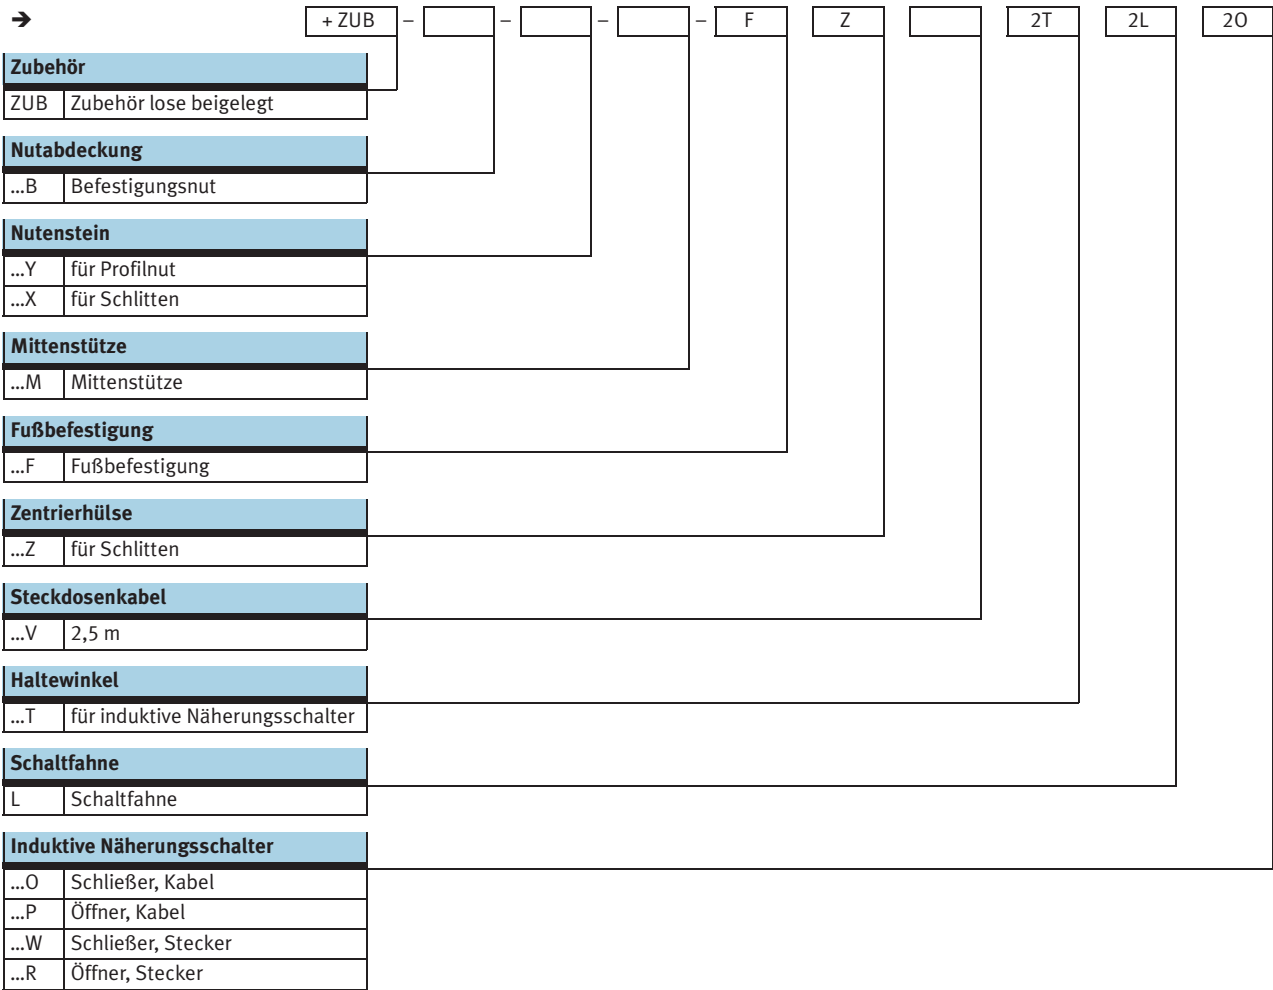 ➔ + ZUB – – – – F Z 2T 2L 2O
Zubehör
ZUB Zubehör lose beigelegt
Nutabdeckung
...B Befestigungsnut
Nutenstein
...Y für Profilnut
...X für Schlitten
Mittenstütze
...M Mittenstütze
Fußbefestigung
...F Fußbefestigung
Zentrierhülse
...Z für Schlitten
Steckdosenkabel
...V 2,5 m
Haltewinkel
...T für induktive Näherungsschalter
Schaltfahne
L Schaltfahne
Induktive Näherungsschalter
...O Schließer, Kabel
...P Öffner, Kabel
...W Schließer, Stecker
...R Öffner, Stecker